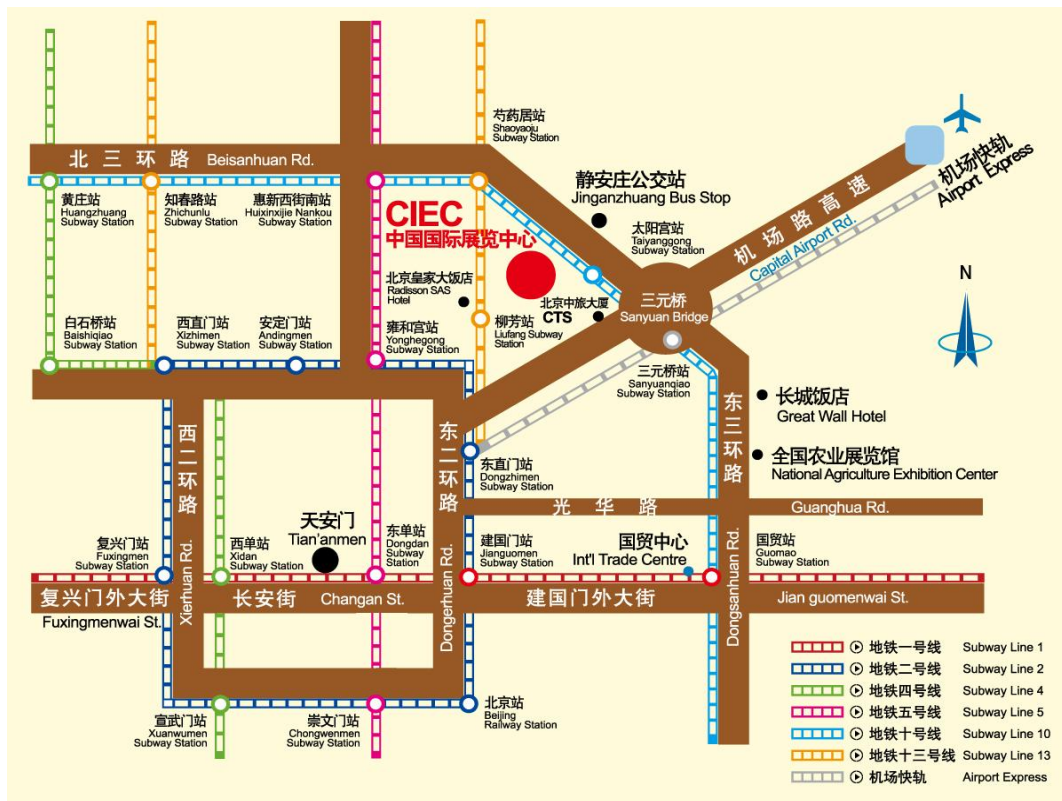 芍药居站
Shaoyaoju
Subway Station
北三环路 Beisanhuan Rd.
机场快轨
Airport Express
黄庄站
Huangzhuang
Subway Station
知春路站
Zhichunlu
Subway Station
惠新西街南站
Huixinxijie Nankou
Subway Station
CIEC
中国国际展览中心
静安庄公交站
Jinganzhuang Bus Stop
太阳宫站
Taiyanggong
Subway Station
机场路高速
Capital Airport Rd.
北京皇家大饭店
Radisson SAS
Hotel
北京中旅大厦
CTS
三元桥
Sanyuan Bridge
N
白石桥站
Baishiqiao
Subway Station
西直门站
Xizhimen
Subway Station
安定门站
Andingmen
Subway Station
雍和宫站
Yonghegong
Subway Station
柳芳站
Liufang Subway
Station
三元桥站
Sanyuanqiao
Subway Station
长城饭店
Great Wall Hotel
全国农业展览馆
National Agriculture Exhibition Center
西二环路
Xierhuan Rd.
东二环路
Dongerhuan Rd.
东三环路
Dongsanhuan Rd.
东直门站
Dongzhimen
Subway Station
光华路
Guanghua Rd.
复兴门站
Fuxingmen
Subway Station
西单站
Xidan
Subway Station
天安门
Tian'anmen
东单站
Dongdan
Subway
Station
建国门站
Jianguomen
Subway Station
国贸中心
Int'l Trade Centre
国贸站
Guomao
Subway Station
复兴门外大街
Fuxingmenwai St.
长安街 Changan St.
建国门外大街 Jian guomenwai St.
宣武门站
Xuanwumen
Subway Station
崇文门站
Chongwenmen
Subway Station
北京站
Beijing
Railway Station
地铁一号线 Subway Line 1
地铁二号线 Subway Line 2
地铁四号线 Subway Line 4
地铁五号线 Subway Line 5
地铁十号线 Subway Line 10
地铁十三号线 Subway Line 13
机场快轨 Airport Express